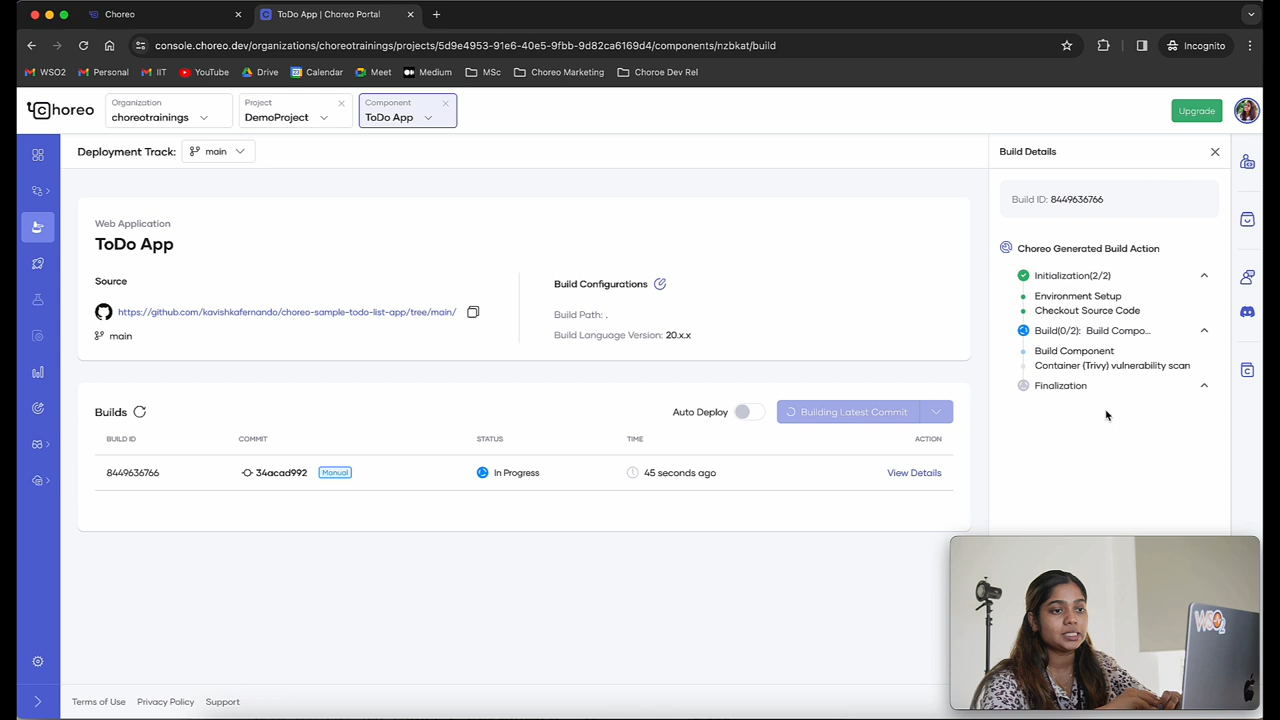 Choreo
ToDo App | Choreo Portal
console.choreo.dev/organizations/choreotrainings/projects/5d9e4953-91e6-40e5-9fbb-9d82ca6169d4/components/nzbkat/build
Incognito
WSO2
Personal
IIT
YouTube
Drive
Calendar
Meet
Medium
MSc
Choreo Marketing
Choroe Dev Rel
Choreo
Organization
choreotrainings
Project
DemoProject
Component
ToDo App
Upgrade
Deployment Track:
main
Web Application
ToDo App
Source
https://github.com/kavishkafernando/choreo-sample-todo-list-app/tree/main/
main
Build Configurations
Build Path: .
Build Language Version: 20.x.x
Builds
Auto Deploy
Building Latest Commit
BUILD ID COMMIT STATUS TIME ACTION
8449636766 34acad992 Manual In Progress 45 seconds ago View Details
Build Details
Build ID: 8449636766
Choreo Generated Build Action
Initialization(2/2)
Environment Setup
Checkout Source Code
Build(0/2): Build Compo...
Build Component
Container (Trivy) vulnerability scan
Finalization
WSO2
Terms of Use
Privacy Policy
Support